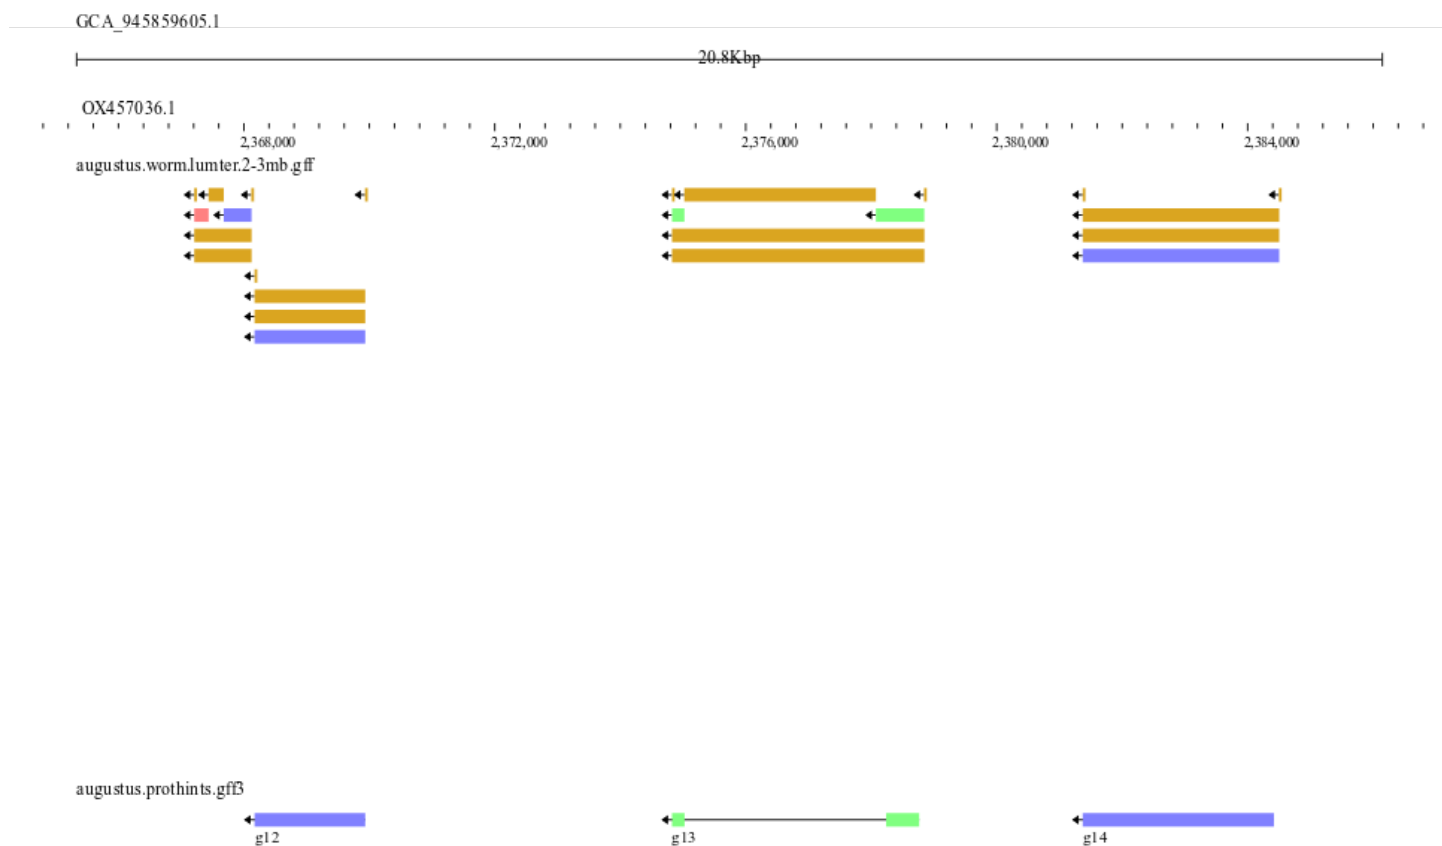 GCA_945859605.1
20.8Kbp
OX457036.1
2,368,000 2,372,000 2,376,000 2,380,000 2,384,000
augustus.worm.lumter.2-3mb.gff
augustus.prothints.gff3
g12 g13 g14